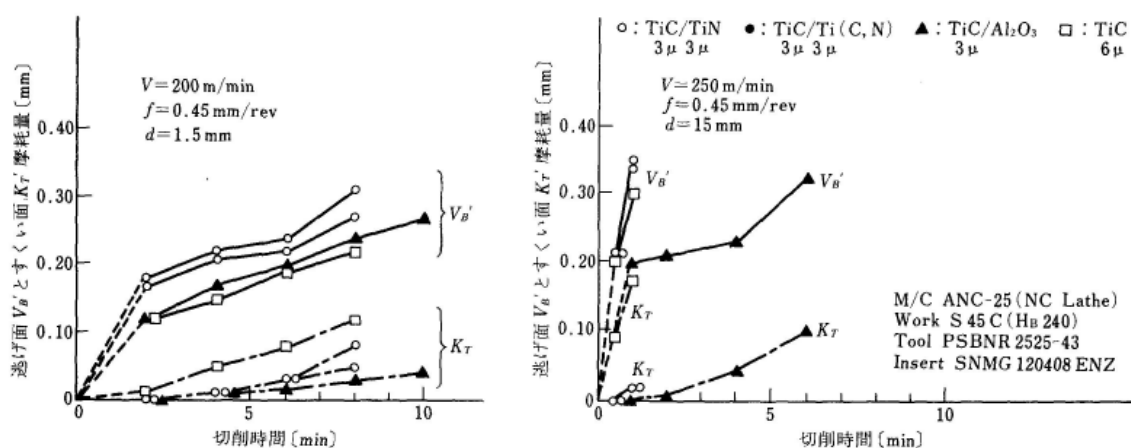 逃げ面 V_B′ とすくい面 K_T′ 摩耗量〔mm〕
0.40
0.30
0.20
0.10
0
V=200 m/min
f=0.45 mm/rev
d=1.5 mm
V_B′
K_T
0
5
10
切削時間〔min〕
○:TiC/TiN ●:TiC/Ti(C, N) ▲:TiC/Al₂O₃ □:TiC
3μ 3μ 3μ 3μ 3μ 6μ
逃げ面 V_B′ とすくい面 K_T′ 摩耗量〔mm〕
0.40
0.30
0.20
0.10
0
V=250 m/min
f=0.45 mm/rev
d=15 mm
V_B′
V_B′
K_T
K_T
K_T
M/C ANC-25(NC Lathe)
Work S 45 C(H_B 240)
Tool PSBNR 2525-43
Insert SNMG 120408 ENZ
0
5
10
15
切削時間〔min〕